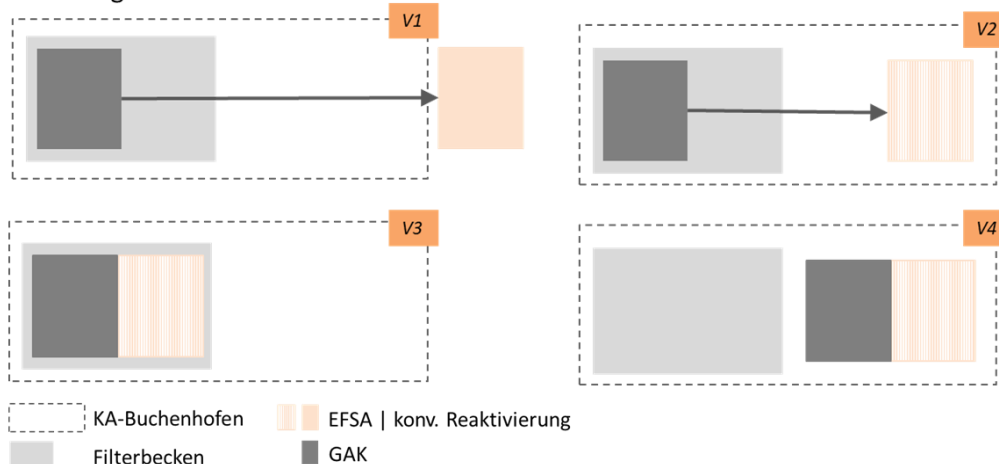 V1
V2
V3
V4
KA-Buchenhofen
EFSA | konv. Reaktivierung
Filterbecken
GAK